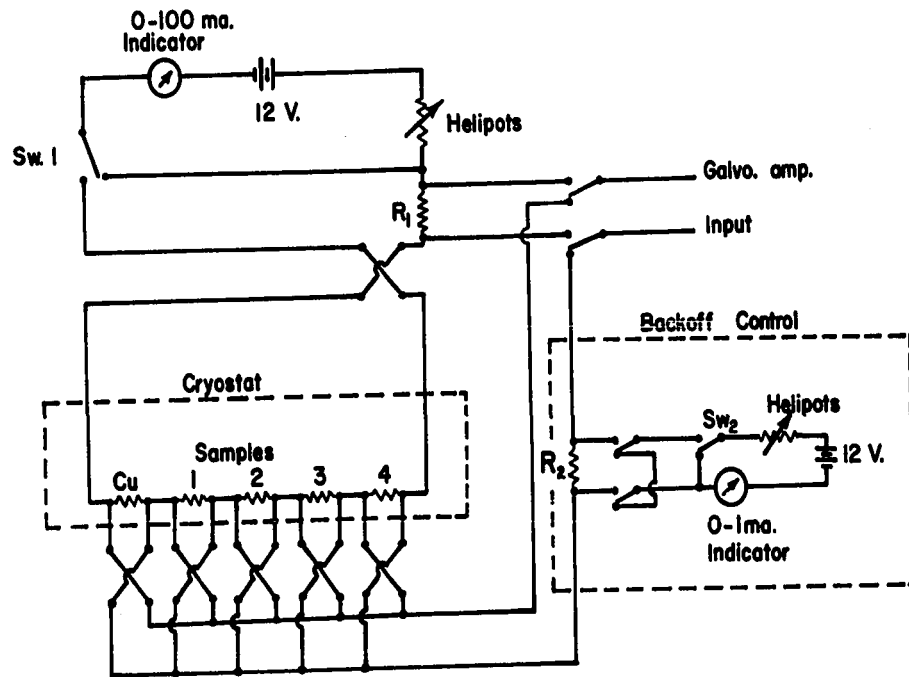 0-100 ma.
Indicator
12 V.
Helipots
Sw. 1
R1
Galvo. amp.
Input
Backoff Control
Cryostat
Samples
Cu 1 2 3 4
Sw2
Helipots
R2
12 V.
0-1ma.
Indicator